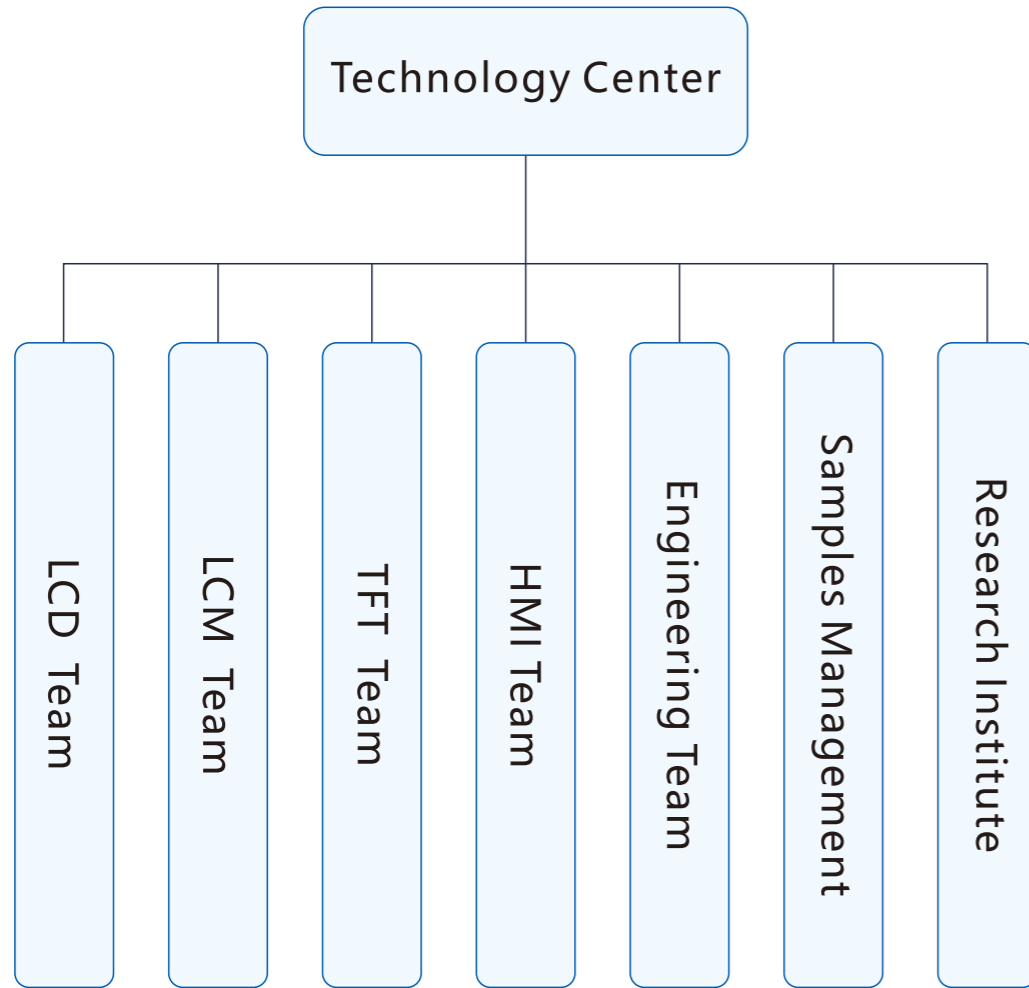 Technology Center
LCD Team
LCM Team
TFT Team
HMI Team
Engineering Team
Samples Management
Research Institute